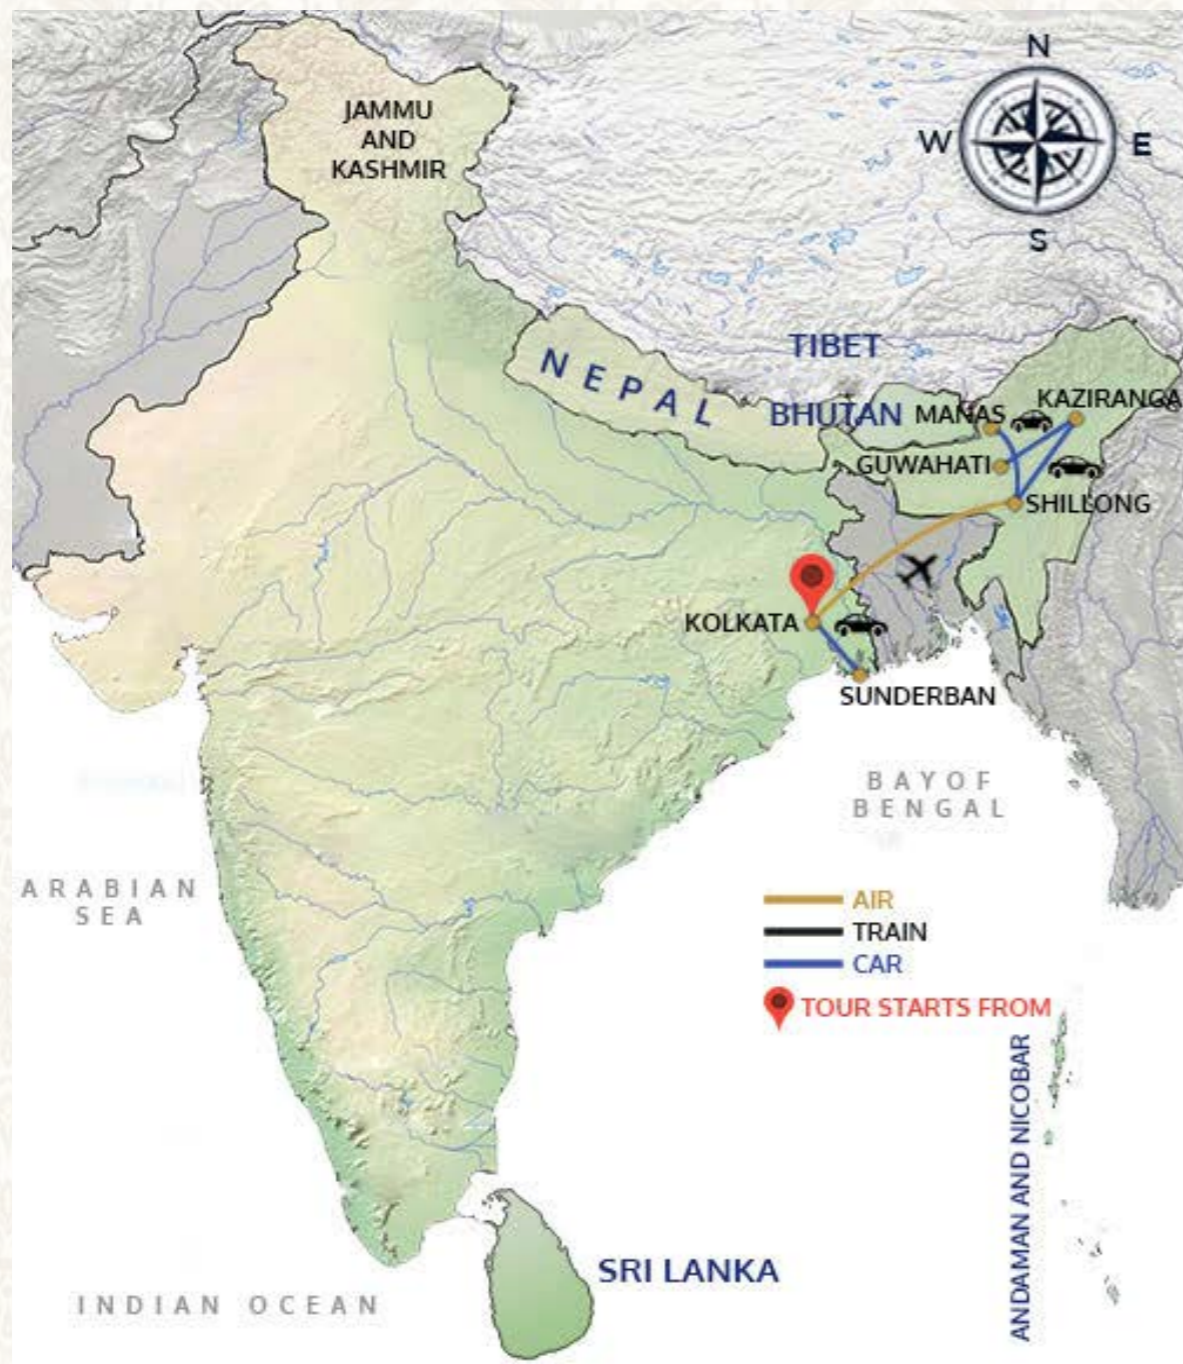 N
W
E
S
JAMMU
AND
KASHMIR
TIBET
NEPAL
BHUTAN
MANAS
KAZIRANGA
GUWAHATI
SHILLONG
KOLKATA
SUNDERBAN
BAY OF
BENGAL
ARABIAN
SEA
AIR
TRAIN
CAR
TOUR STARTS FROM
ANDAMAN AND NICOBAR
SRI LANKA
INDIAN OCEAN